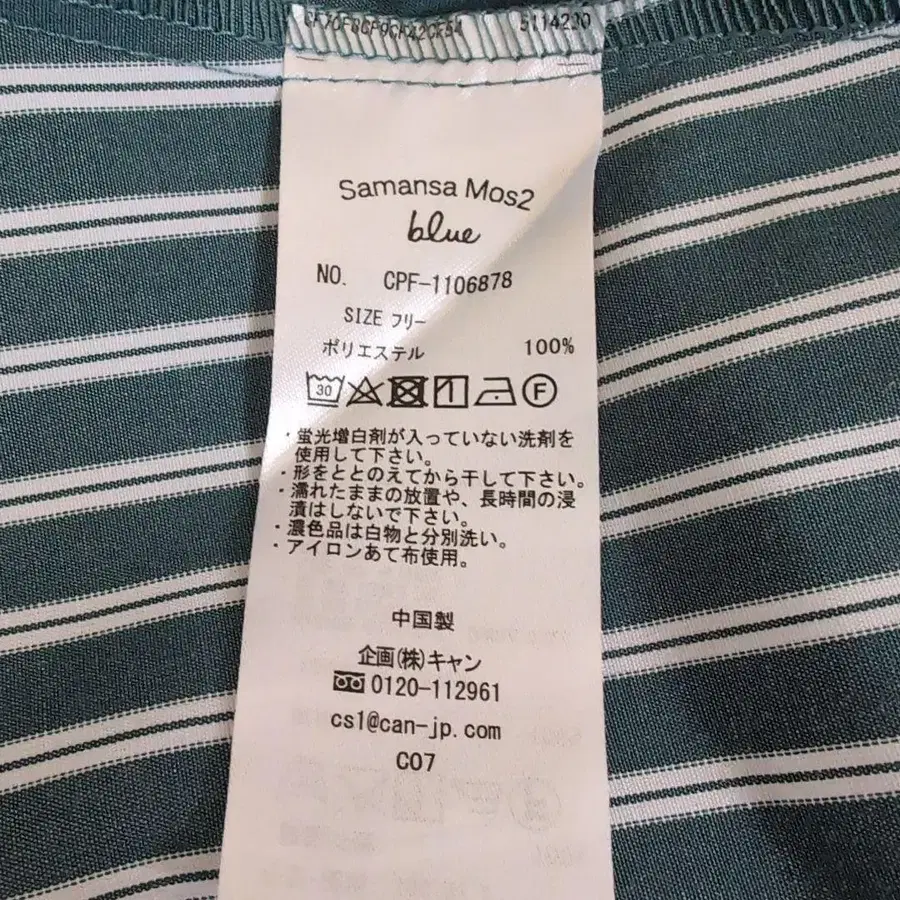 5114230
Samansa Mos2
blue
NO. CPF-1106878
SIZE フリー
ポリエステル 100%
30
F
・蛍光増白剤が入っていない洗剤を
使用して下さい。
・形をととのえてから干して下さい。
・濡れたままの放置や、長時間の浸
漬はしないで下さい。
・濃色品は白物と分別洗い。
・アイロンあて布使用。
中国製
企画(株)キャン
0120-112961
cs1@can-jp.com
C07